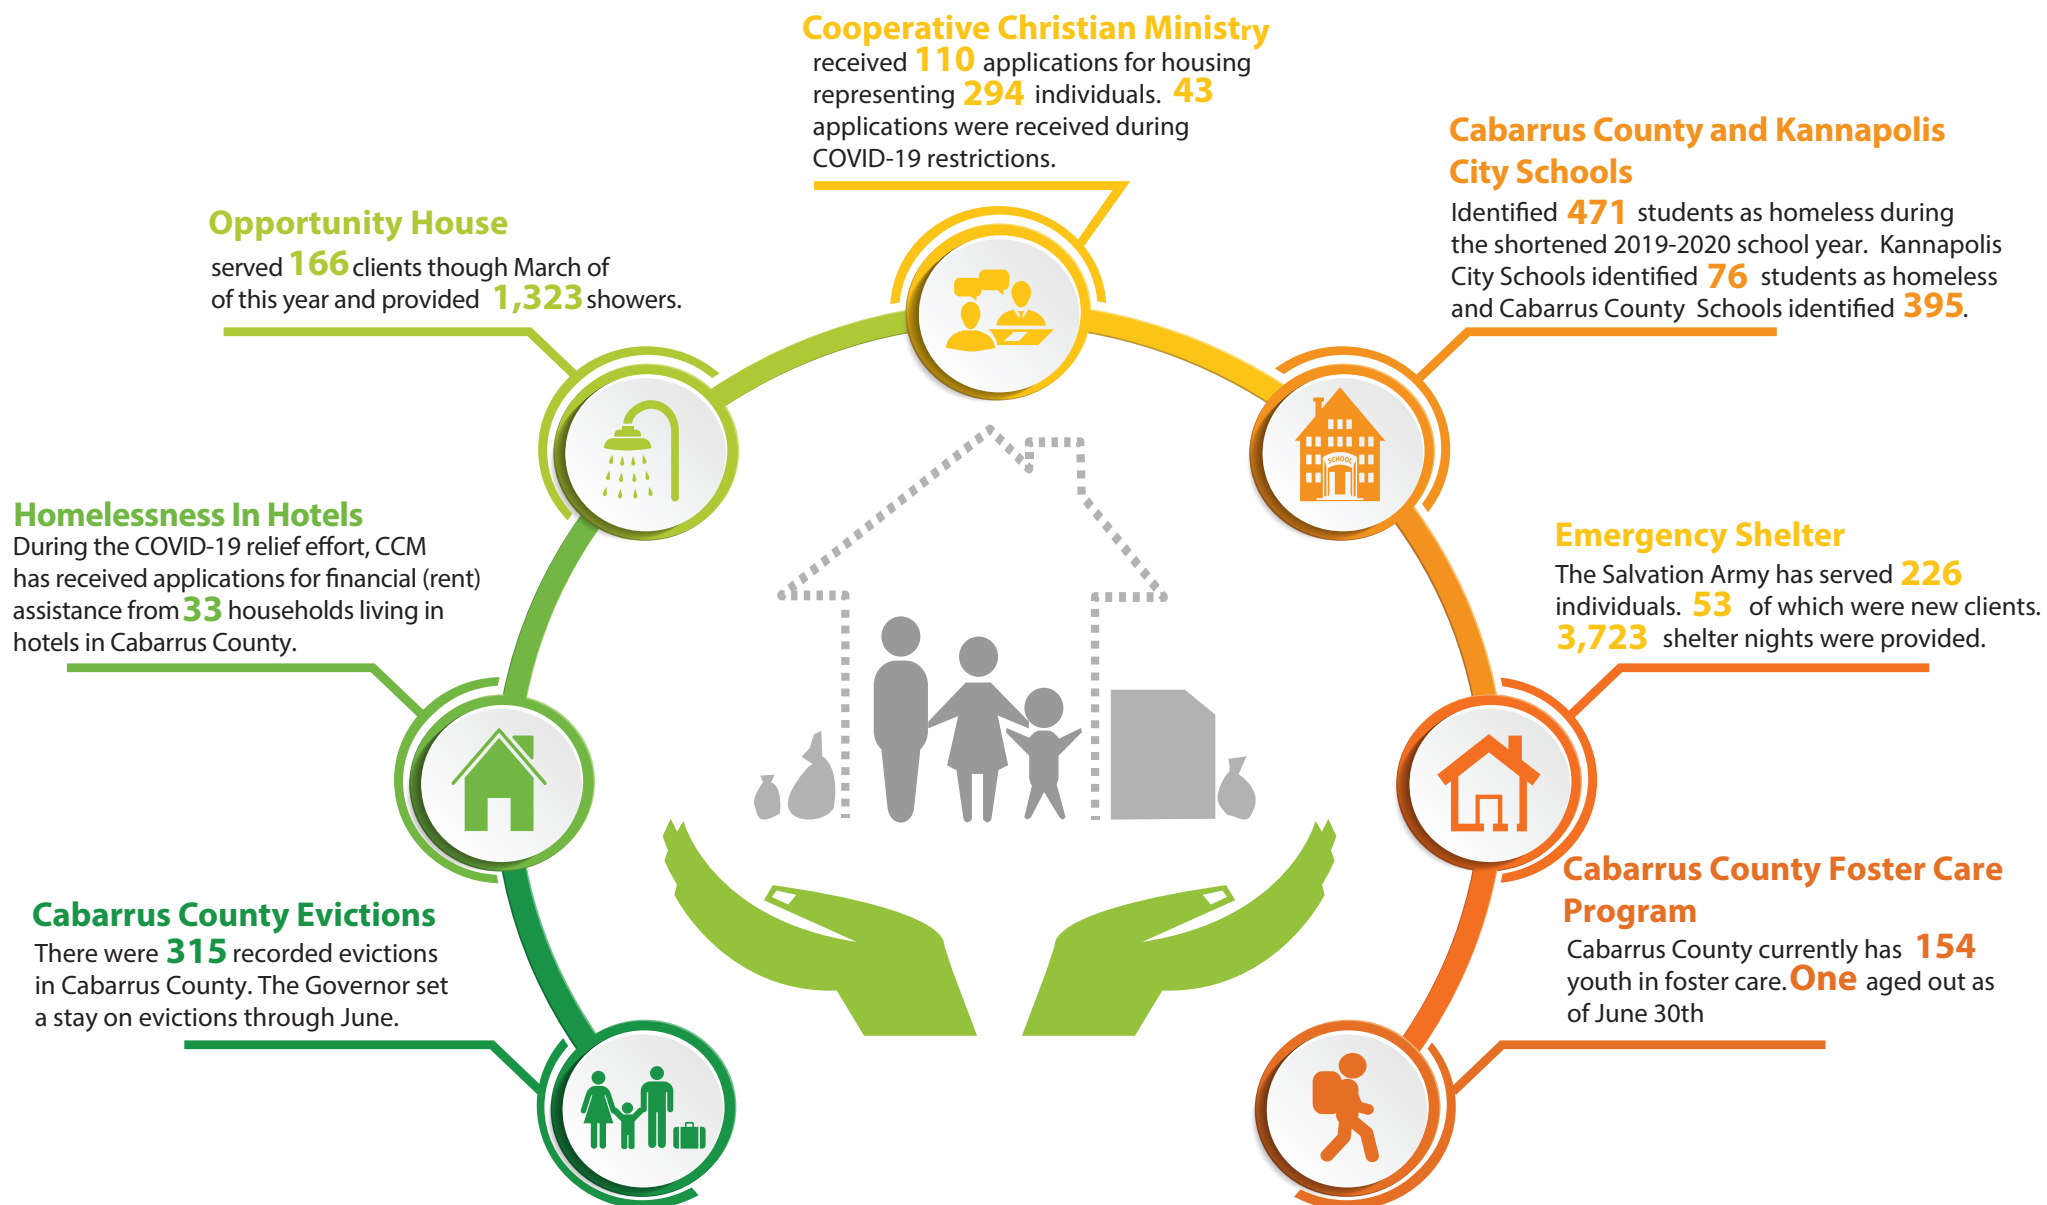 Cooperative Christian Ministry
received 110 applications for housing
representing 294 individuals. 43
applications were received during
COVID-19 restrictions.
Cabarrus County and Kannapolis
City Schools
Identified 471 students as homeless during
the shortened 2019-2020 school year. Kannapolis
City Schools identified 76 students as homeless
and Cabarrus County Schools identified 395.
Opportunity House
served 166 clients though March of
of this year and provided 1,323 showers.
SCHOOL
Homelessness In Hotels
During the COVID-19 relief effort, CCM
has received applications for financial (rent)
assistance from 33 households living in
hotels in Cabarrus County.
Emergency Shelter
The Salvation Army has served 226
individuals. 53 of which were new clients.
3,723 shelter nights were provided.
Cabarrus County Evictions
There were 315 recorded evictions
in Cabarrus County. The Governor set
a stay on evictions through June.
Cabarrus County Foster Care
Program
Cabarrus County currently has 154
youth in foster care. One aged out as
of June 30th